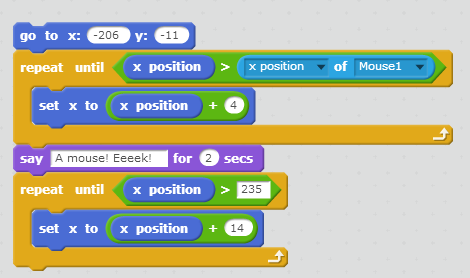 go to x: -206 y: -11
repeat until x position > x position of Mouse1
set x to x position + 4
say A mouse! Eeeek! for 2 secs
repeat until x position > 235
set x to x position + 14